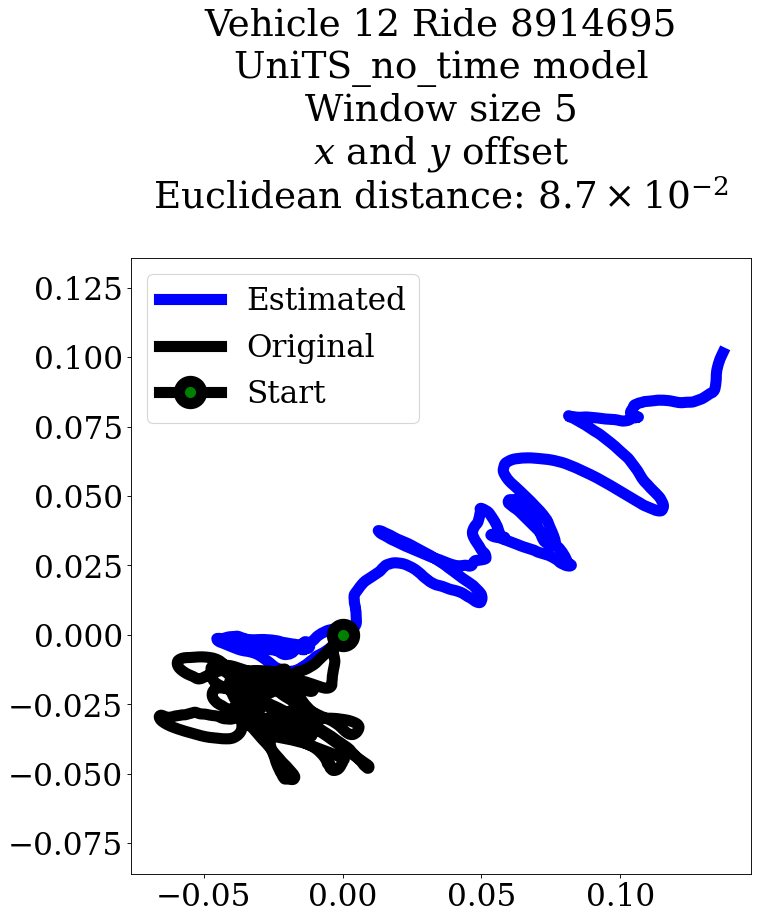 Vehicle 12 Ride 8914695
UniTS_no_time model
Window size 5
x and y offset
Euclidean distance: 8.7 × 10⁻²
Estimated
Original
Start
0.125
0.100
0.075
0.050
0.025
0.000
−0.025
−0.050
−0.075
−0.05
0.00
0.05
0.10